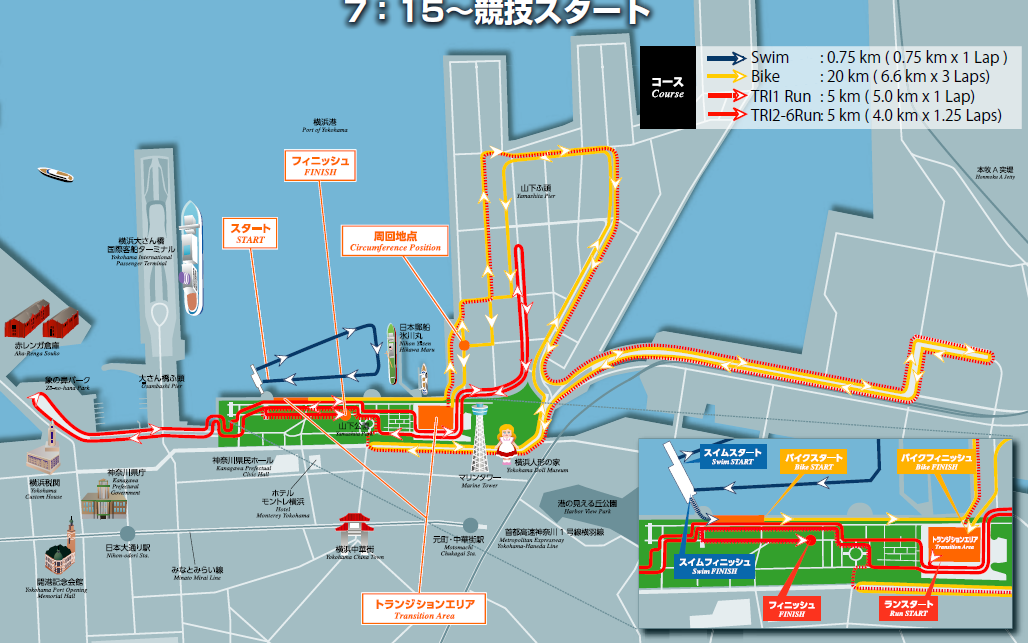 7：15～競技スタート
コース
Course
Swim : 0.75 km ( 0.75 km x 1 Lap )
Bike : 20 km ( 6.6 km x 3 Laps)
TRI1 Run : 5 km ( 5.0 km x 1 Lap)
TRI2-6Run: 5 km ( 4.0 km x 1.25 Laps)
横浜港
Port of Yokohama
フィニッシュ
FINISH
本牧A突堤
Honmoku A Jetty
山下ふ頭
Yamashita Pier
スタート
START
周回地点
Circumference Position
横浜大さん橋
国際客船ターミナル
Yokohama International
Passenger Terminal
赤レンガ倉庫
Aka-Renga Souko
日本郵船
氷川丸
Nihon Yusen
Hikawa Maru
象の鼻パーク
Zo-no-hana Park
大さん橋ふ頭
Osambashi Pier
山下公園
Yamashita Park
神奈川県民ホール
Kanagawa Prefectual
Civic Hall
マリンタワー
Marine Tower
横浜人形の家
Yokohama Doll Museum
横浜税関
Yokohama
Custom House
神奈川県庁
Kanagawa
Prefectural
Government
ホテル
モントレ横浜
Hotel
Monterey Yokohama
港の見える丘公園
Harbor View Park
日本大通り駅
Nihon-oodori Sta.
横浜中華街
Yokohama China Town
元町・中華街駅
Motomachi
Chukagai Sta.
首都高速神奈川1号線横羽線
Metropolitan Expressway
Yokohama-Haneda Line
みなとみらい線
Minato Mirai Line
開港記念会館
Yokohama Port Opening
Memorial Hall
トランジションエリア
Transition Area
スイムスタート
Swim START
バイクスタート
Bike START
バイクフィニッシュ
Bike FINISH
トランジションエリア
Transition Area
スイムフィニッシュ
Swim FINISH
フィニッシュ
FINISH
ランスタート
Run START